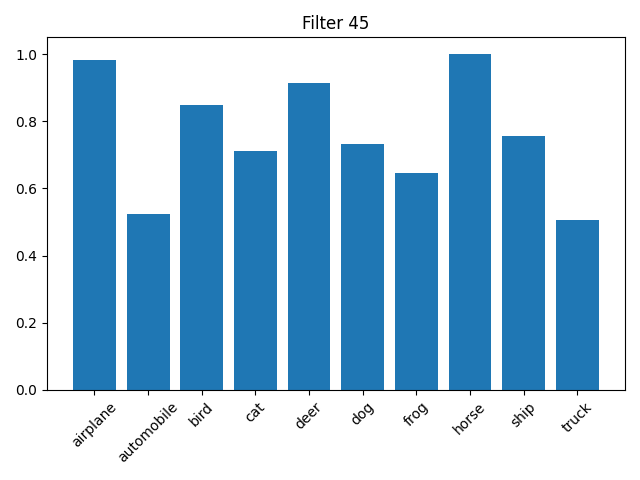 Filter 45
1.0
0.8
0.6
0.4
0.2
0.0
airplane
automobile
bird
cat
deer
dog
frog
horse
ship
truck